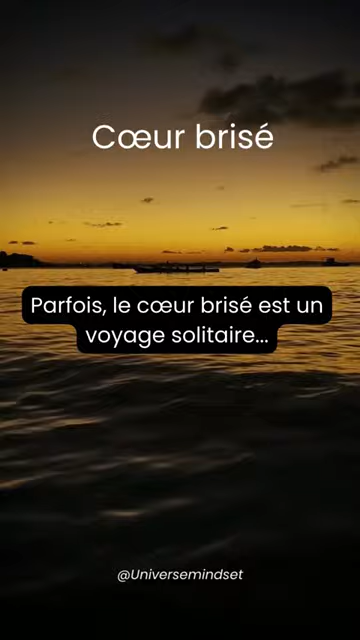 Cœur brisé
Parfois, le cœur brisé est un
voyage solitaire...
@Universemindset